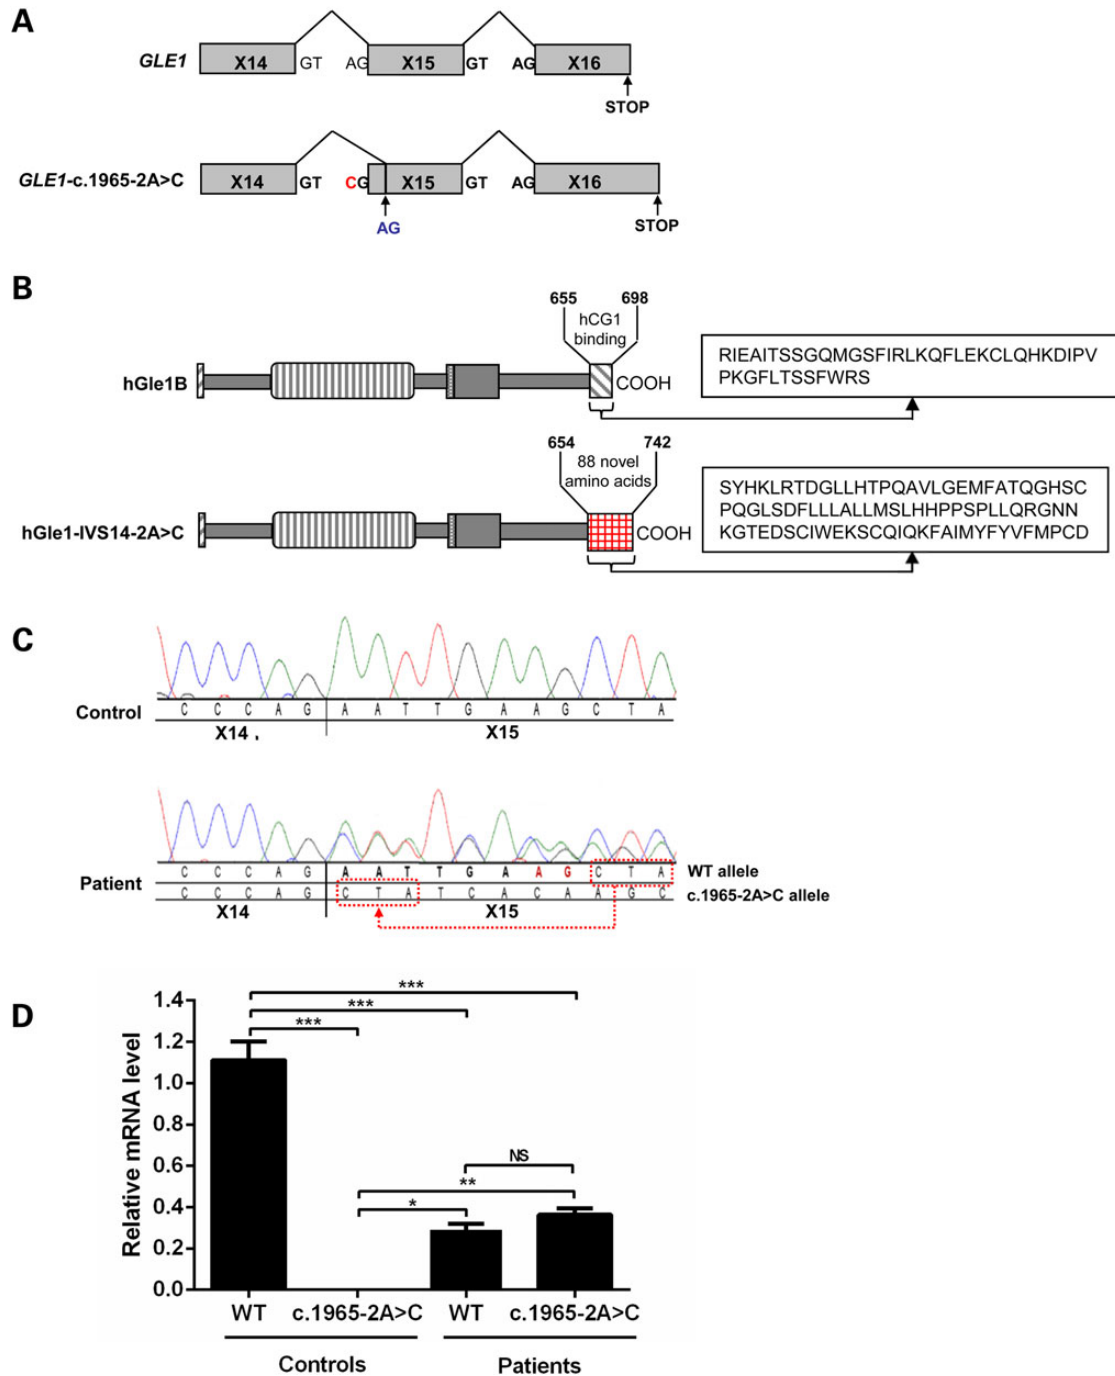 A
GLE1
X14
GT
AG
X15
GT
AG
X16
STOP
GLE1-c.1965-2A>C
X14
GT
CG
X15
GT
AG
X16
AG
STOP
B
655
698
hCG1
binding
hGle1B
COOH
RIEAITSSGQMGSFIRLKQFLEKCLQHKDIPV
PKGFLTSSFWRS
654
742
88 novel
amino acids
hGle1-IVS14-2A>C
COOH
SYHKLRTDGLLHTPQAVLGEMFATQGHSC
PQGLSDFLLLALLMSLHHPPSPLLQRGNN
KGTEDSCIWEKSCQIQKFAIMYFYVFMPCD
C
Control
C C C A G A A T T G A A G C T A
X14
X15
Patient
C C C A G A A T T G A A G C T A
WT allele
C C C A G C T A T C A C A A G C
c.1965-2A>C allele
X14
X15
D
Relative mRNA level
1.4
1.2
1.0
0.8
0.6
0.4
0.2
0.0
***
***
***
NS
**
*
WT
c.1965-2A>C
WT
c.1965-2A>C
Controls
Patients